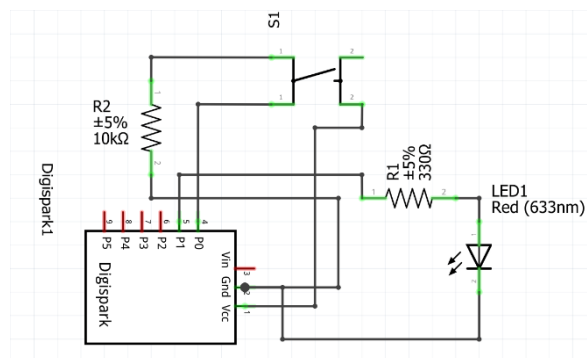 S1
1
2
1
2
R2
±5%
10kΩ
1
2
R1
±5%
330Ω
1
2
LED1
Red (633nm)
1
2
Digispark1
9
8
7
6
5
4
P5
P4
P3
P2
P1
P0
Digispark
Vin
3
Gnd
Vcc
1